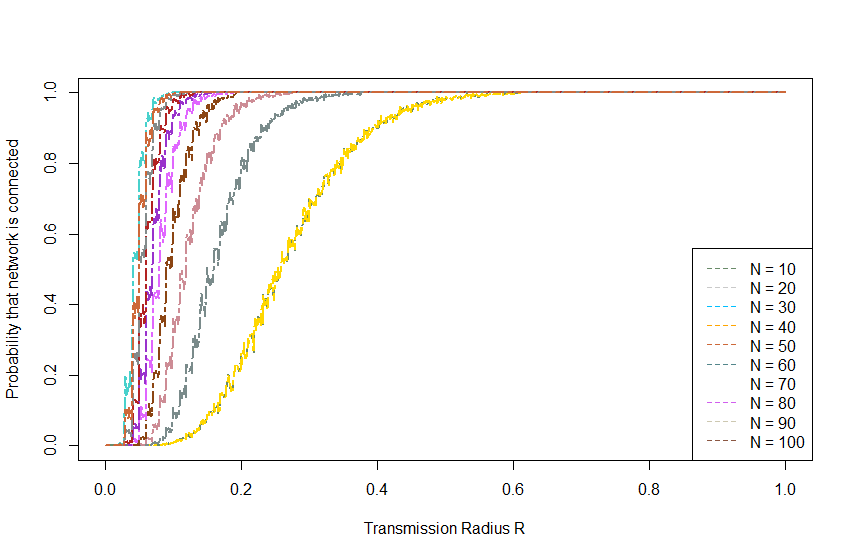 Probability that network is connected
1.0
0.8
0.6
0.4
0.2
0.0
N = 10
N = 20
N = 30
N = 40
N = 50
N = 60
N = 70
N = 80
N = 90
N = 100
0.0 0.2 0.4 0.6 0.8 1.0
Transmission Radius R